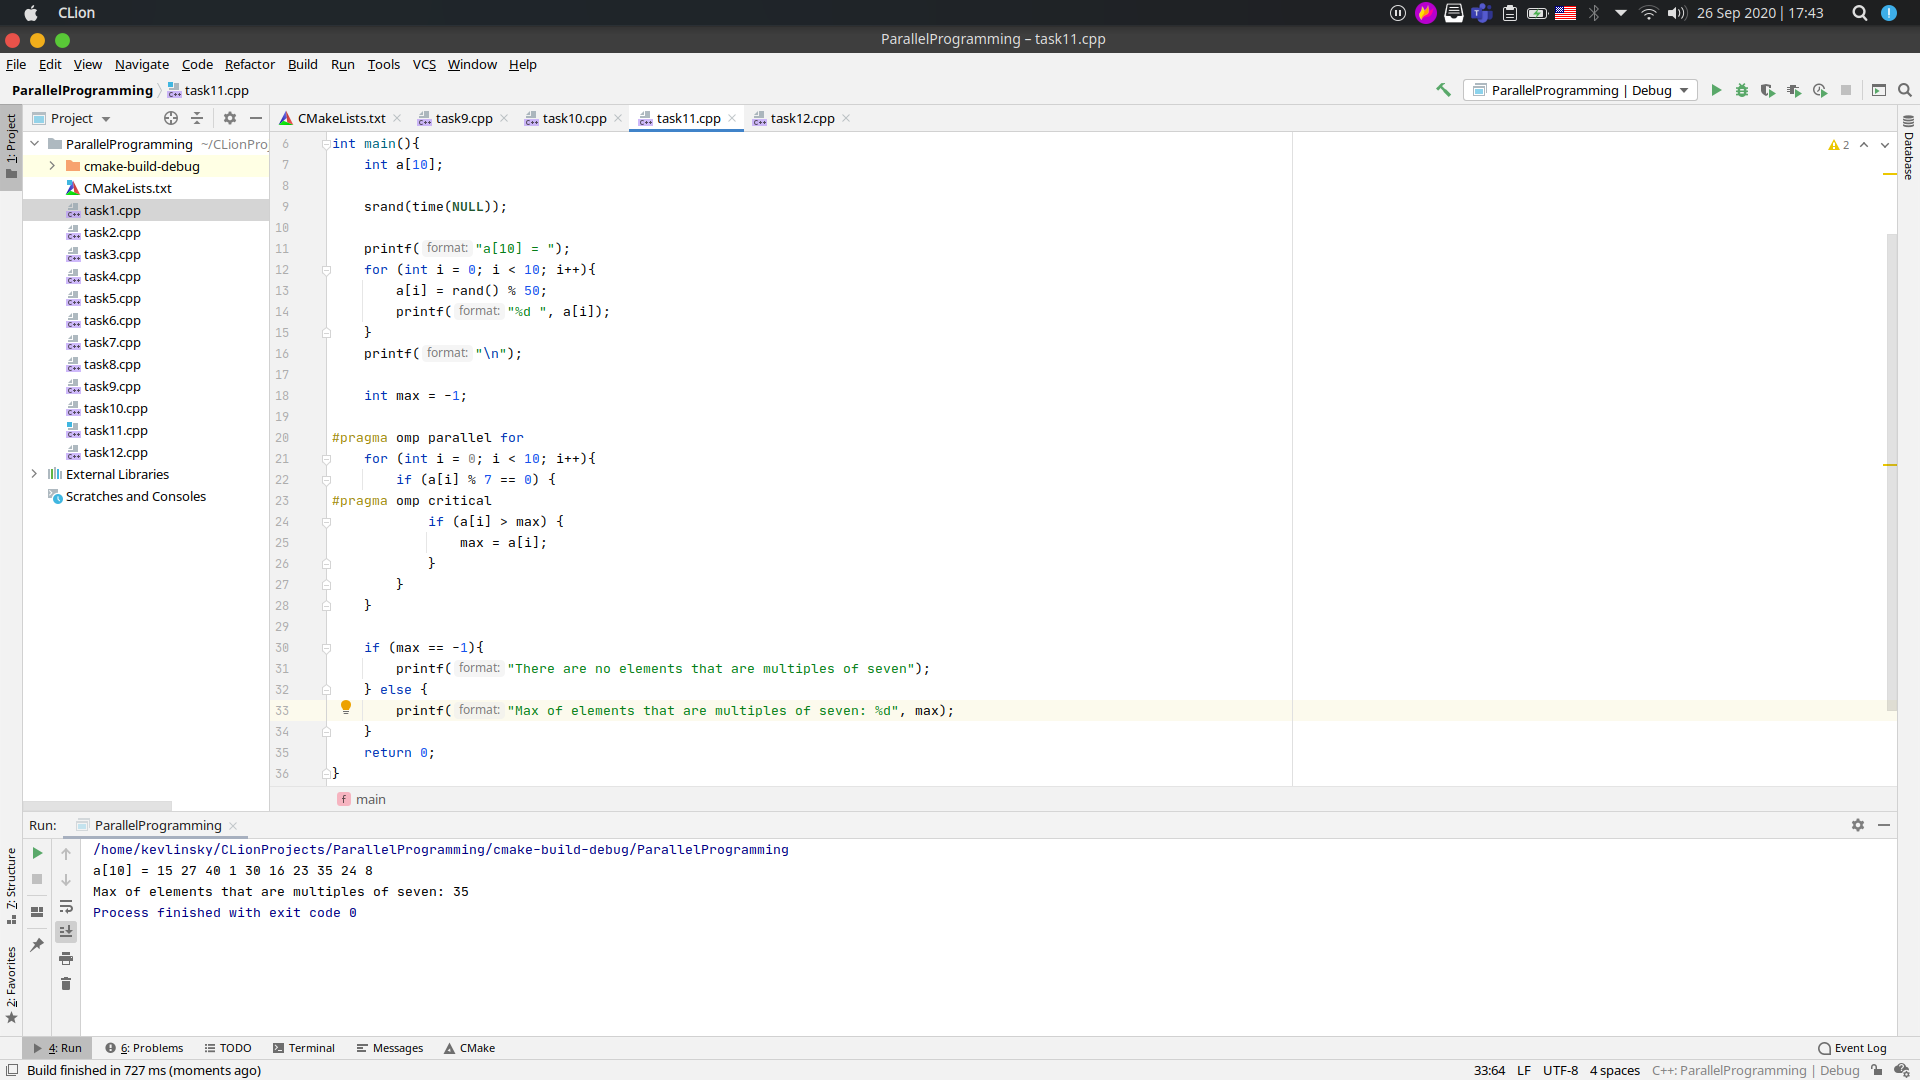 CLion
26 Sep 2020 | 17:43
ParallelProgramming – task11.cpp
File Edit View Navigate Code Refactor Build Run Tools VCS Window Help
ParallelProgramming task11.cpp
ParallelProgramming | Debug
1: Project
Project
CMakeLists.txt task9.cpp task10.cpp task11.cpp task12.cpp
Database
ParallelProgramming ~/CLionProj
cmake-build-debug
CMakeLists.txt
task1.cpp
task2.cpp
task3.cpp
task4.cpp
task5.cpp
task6.cpp
task7.cpp
task8.cpp
task9.cpp
task10.cpp
task11.cpp
task12.cpp
External Libraries
Scratches and Consoles
2
6 int main(){
7 int a[10];
8
9 srand(time(NULL));
10
11 printf( format: "a[10] = ");
12 for (int i = 0; i < 10; i++){
13 a[i] = rand() % 50;
14 printf( format: "%d ", a[i]);
15 }
16 printf( format: "\n");
17
18 int max = -1;
19
20 #pragma omp parallel for
21 for (int i = 0; i < 10; i++){
22 if (a[i] % 7 == 0) {
23 #pragma omp critical
24 if (a[i] > max) {
25 max = a[i];
26 }
27 }
28 }
29
30 if (max == -1){
31 printf( format: "There are no elements that are multiples of seven");
32 } else {
33 printf( format: "Max of elements that are multiples of seven: %d", max);
34 }
35 return 0;
36 }
f main
Run: ParallelProgramming
7: Structure
2: Favorites
/home/kevlinsky/CLionProjects/ParallelProgramming/cmake-build-debug/ParallelProgramming
a[10] = 15 27 40 1 30 16 23 35 24 8
Max of elements that are multiples of seven: 35
Process finished with exit code 0
4: Run 6: Problems TODO Terminal Messages CMake Event Log
Build finished in 727 ms (moments ago)
33:64 LF UTF-8 4 spaces C++: ParallelProgramming | Debug